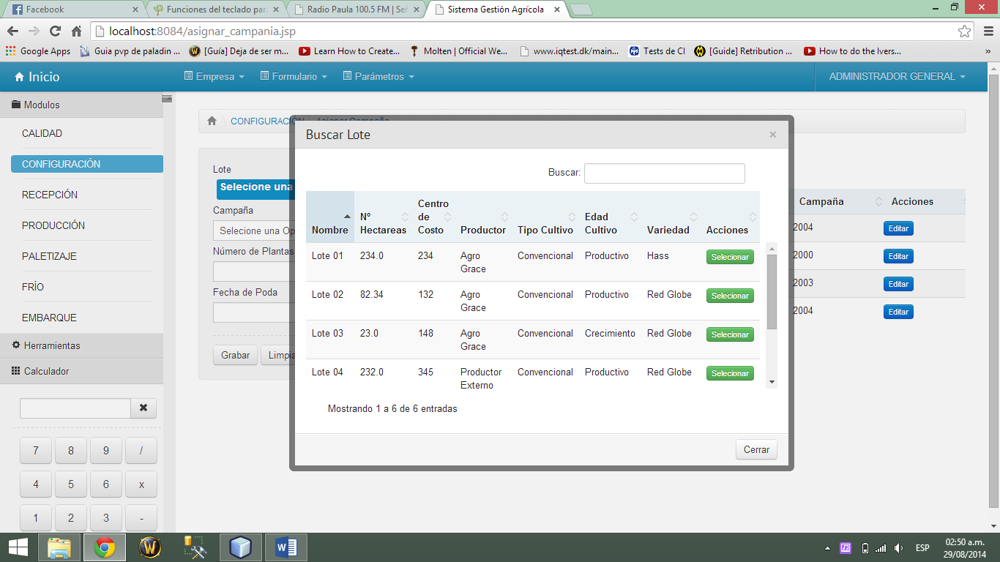 Facebook
Funciones del teclado par
Radio Paula 100.5 FM | Señ
Sistema Gestión Agrícola
localhost:8084/asignar_campania.jsp
Google Apps
Guia pvp de paladin ...
[Guía] Deja de ser m...
Learn How to Create...
Molten | Official We...
www.iqtest.dk/main...
Tests de CI
[Guide] Retribution ...
How to do the Ivers...
»
Inicio
Empresa
Formulario
Parámetros
ADMINISTRADOR GENERAL
Modulos
CALIDAD
CONFIGURACIÓN
RECEPCIÓN
PRODUCCIÓN
PALETIZAJE
FRÍO
EMBARQUE
Herramientas
Calculador
7 8 9 /
4 5 6 x
1 2 3 -
CONFIGURACIÓN Asignar Campaña
Lote
Selecione una
Campaña
Selecione una Op
Número de Plantas
Fecha de Poda
Grabar
Limpia
Campaña Acciones
2004 Editar
2000 Editar
2003 Editar
2004 Editar
Buscar Lote ×
Buscar:
Nombre
Nº
Hectareas
Centro
de
Costo
Productor
Tipo Cultivo
Edad
Cultivo
Variedad
Acciones
Lote 01 234.0 234 Agro Convencional Productivo Hass Selecionar
Grace
Lote 02 82.34 132 Agro Convencional Productivo Red Globe Selecionar
Grace
Lote 03 23.0 148 Agro Convencional Crecimiento Red Globe Selecionar
Grace
Lote 04 232.0 345 Productor Convencional Productivo Red Globe Selecionar
Externo
Mostrando 1 a 6 de 6 entradas
Cerrar
ESP
02:50 a.m.
29/08/2014